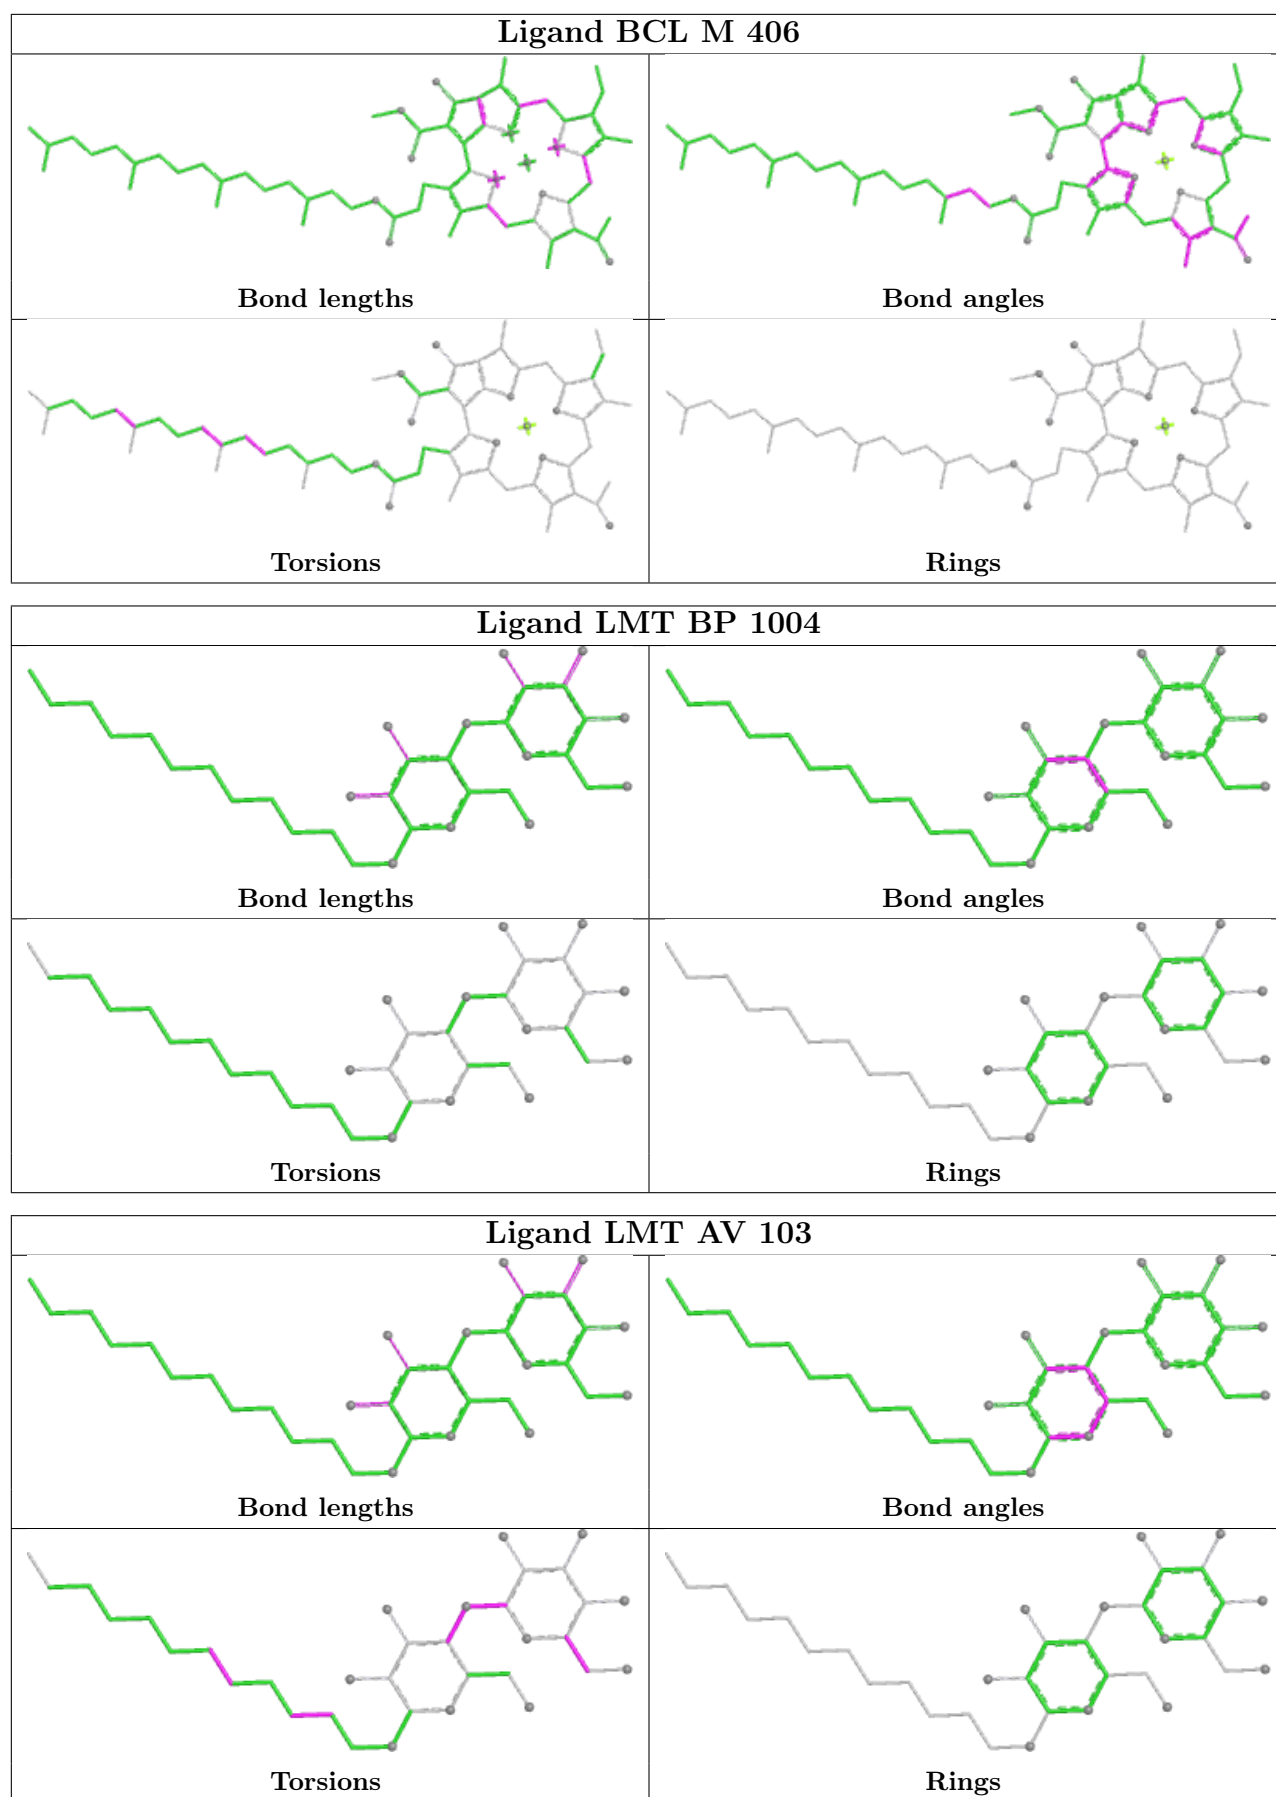 Ligand BCL M 406
Bond lengths
Bond angles
Torsions
Rings
Ligand LMT BP 1004
Bond lengths
Bond angles
Torsions
Rings
Ligand LMT AV 103
Bond lengths
Bond angles
Torsions
Rings